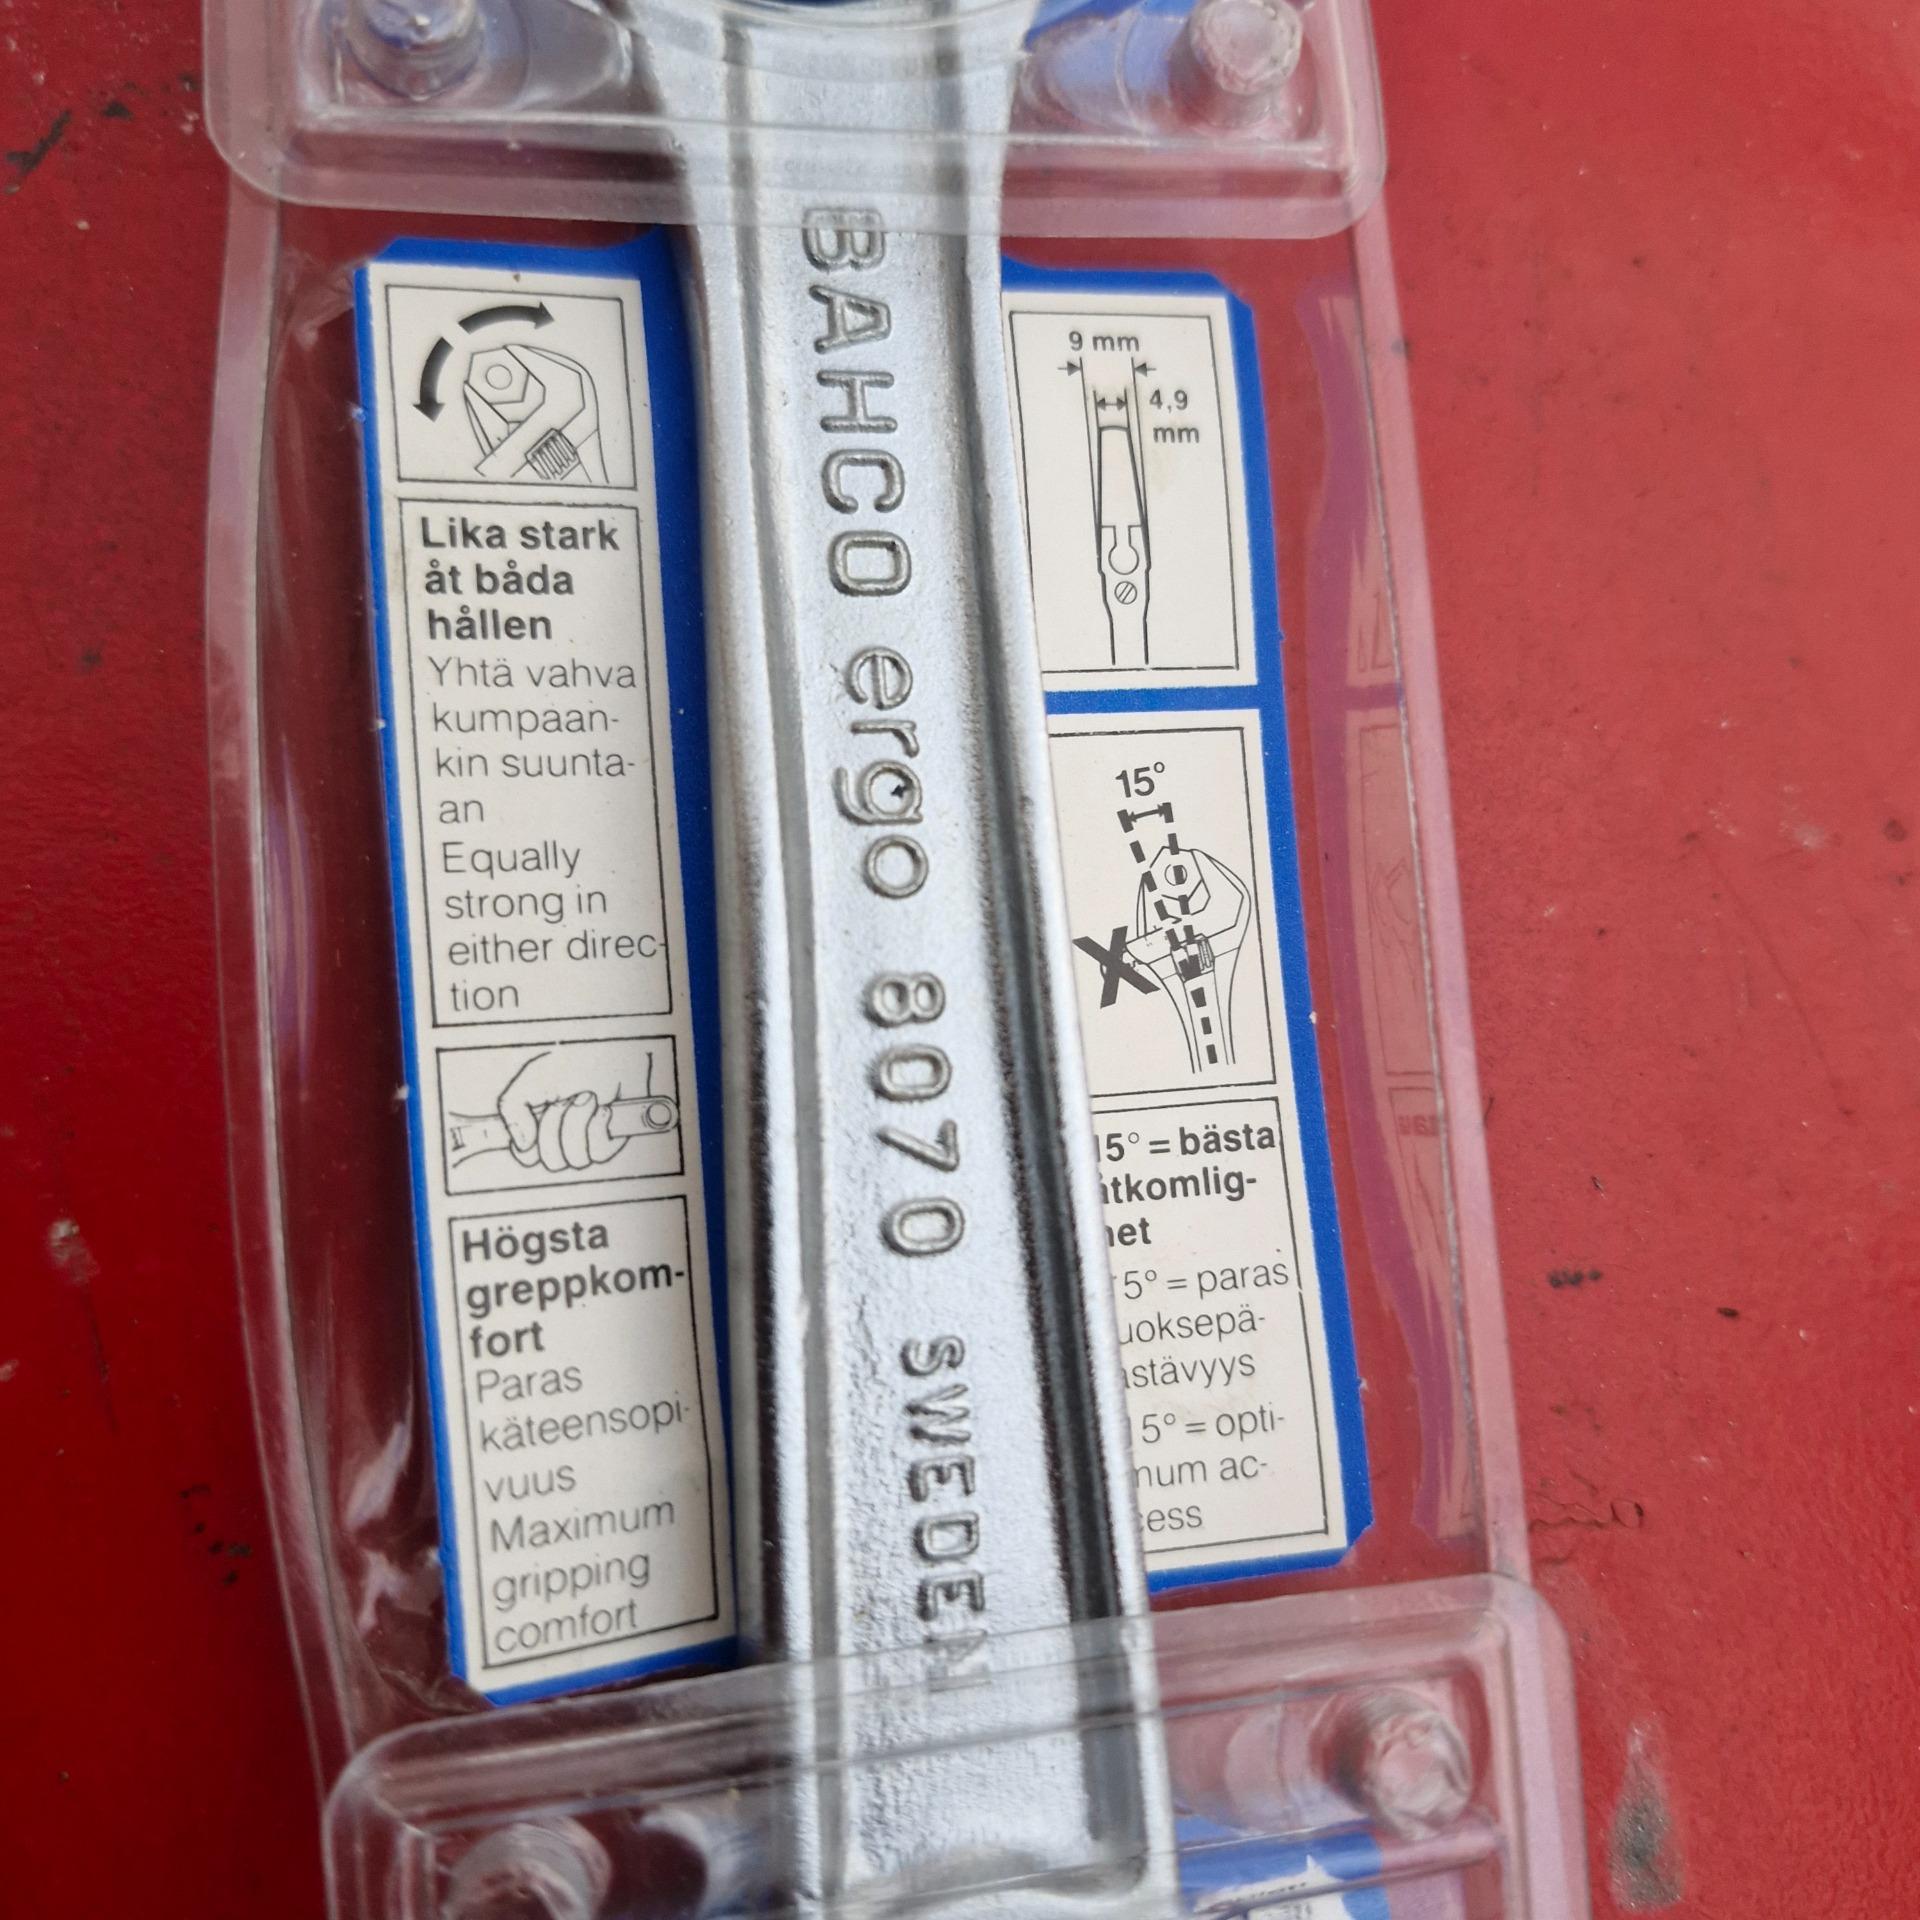 Lika stark
åt båda
hållen
Yhtä vahva
kumpaan-
kin suunta-
an
Equally
strong in
either direc-
tion
Högsta
greppkom-
fort
Paras
käteensopi-
vuus
Maximum
gripping
comfort
BAHCO ergo 8070 SWEDEN
9 mm
4,9
mm
15°
X
15° = bästa
åtkomlig-
het
5° = paras
uoksepä-
astävyys
5° = opti-
mum ac-
cess